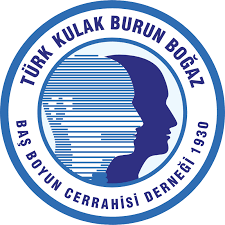 TÜRK KULAK BURUN BOĞAZ
BAŞ BOYUN CERRAHİSİ DERNEĞİ 1930